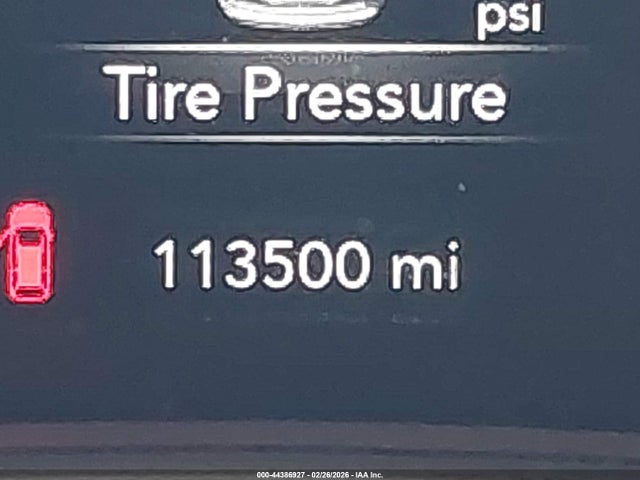 psi
Tire Pressure
113500 mi
000-44386927 - 02/26/2026 - IAA Inc.